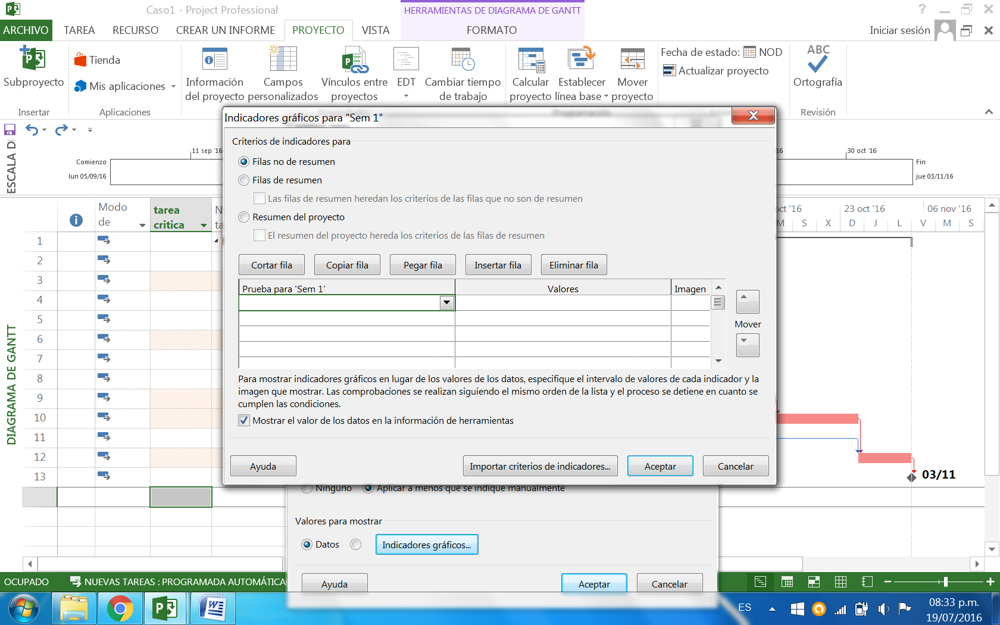 Caso1 - Project Professional
HERRAMIENTAS DE DIAGRAMA DE GANTT
ARCHIVO
TAREA
RECURSO
CREAR UN INFORME
PROYECTO
VISTA
FORMATO
Iniciar sesión
Subproyecto
Insertar
Tienda
Mis aplicaciones
Aplicaciones
Información
del proyecto
Campos
personalizados
Vínculos entre
proyectos
EDT
Cambiar tiempo
de trabajo
Calcular
proyecto
Establecer
línea base
Mover
proyecto
Fecha de estado: NOD
Actualizar proyecto
ABC
Ortografía
Revisión
ESCALA D
Comienzo
lun 05/09/16
11 sep '16
16
30 oct '16
Fin
jue 03/11/16
Indicadores gráficos para "Sem 1"
Criterios de indicadores para
Filas no de resumen
Filas de resumen
Las filas de resumen heredan los criterios de las filas que no son de resumen
Resumen del proyecto
El resumen del proyecto hereda los criterios de las filas de resumen
Cortar fila
Copiar fila
Pegar fila
Insertar fila
Eliminar fila
Prueba para 'Sem 1'
Valores
Imagen
Mover
Para mostrar indicadores gráficos en lugar de los valores de los datos, especifique el intervalo de valores de cada indicador y la
imagen que mostrar. Las comprobaciones se realizan siguiendo el mismo orden de la lista y el proceso se detiene en cuanto se
cumplen las condiciones.
Mostrar el valor de los datos en la información de herramientas
Ayuda
Importar criterios de indicadores...
Aceptar
Cancelar
DIAGRAMA DE GANTT
Modo
de
tarea
critica
N
ta
ct '16
23 oct '16
06 nov '16
M S X D J L V M S
1
2
3
4
5
6
7
8
9
10
11
12
13
03/11
Ninguno
Aplicar a menos que se indique manualmente
Valores para mostrar
Datos
Indicadores gráficos...
Ayuda
Aceptar
Cancelar
OCUPADO
NUEVAS TAREAS : PROGRAMADA AUTOMÁTICA
ES
08:33 p.m.
19/07/2016